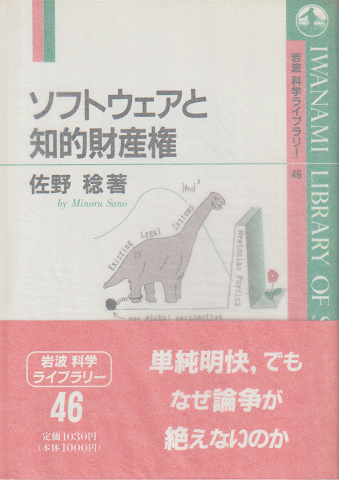 ソフトウェアと
知的財産権
佐野 稔著
by Minoru Sano
岩波 科学ライブラリー
46
IWANAMI LIBRARY OF S
Existing Legal Systems
Newtonian Physics
our global perspective
単純明快，でも
なぜ論争が
絶えないのか
岩波 科学
ライブラリー
46
定価1030円
(本体1000円)